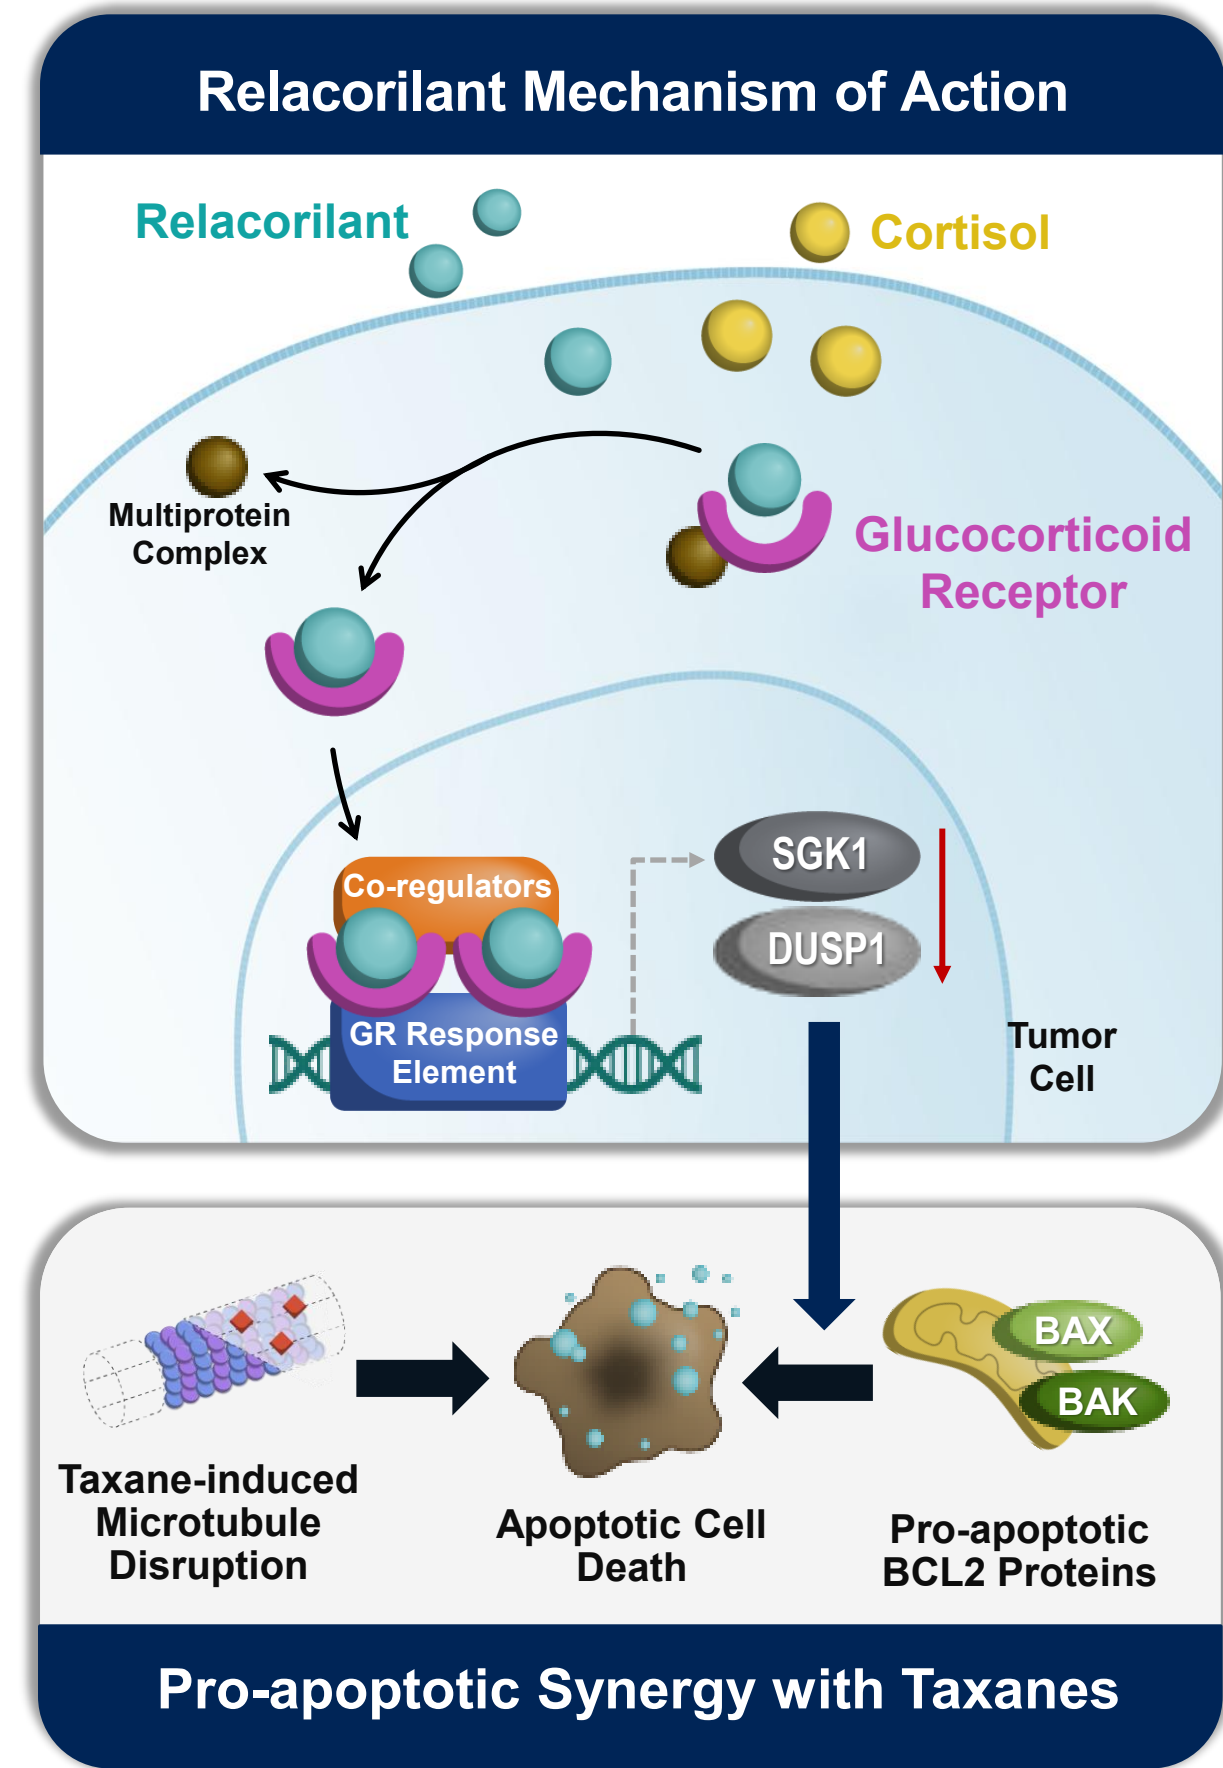 Relacorilant Mechanism of Action
Relacorilant
Cortisol
Multiprotein
Complex
Glucocorticoid
Receptor
Co-regulators
SGK1
DUSP1
GR Response
Element
Tumor
Cell
BAX
BAK
Taxane-induced
Microtubule
Disruption
Apoptotic Cell
Death
Pro-apoptotic
BCL2 Proteins
Pro-apoptotic Synergy with Taxanes